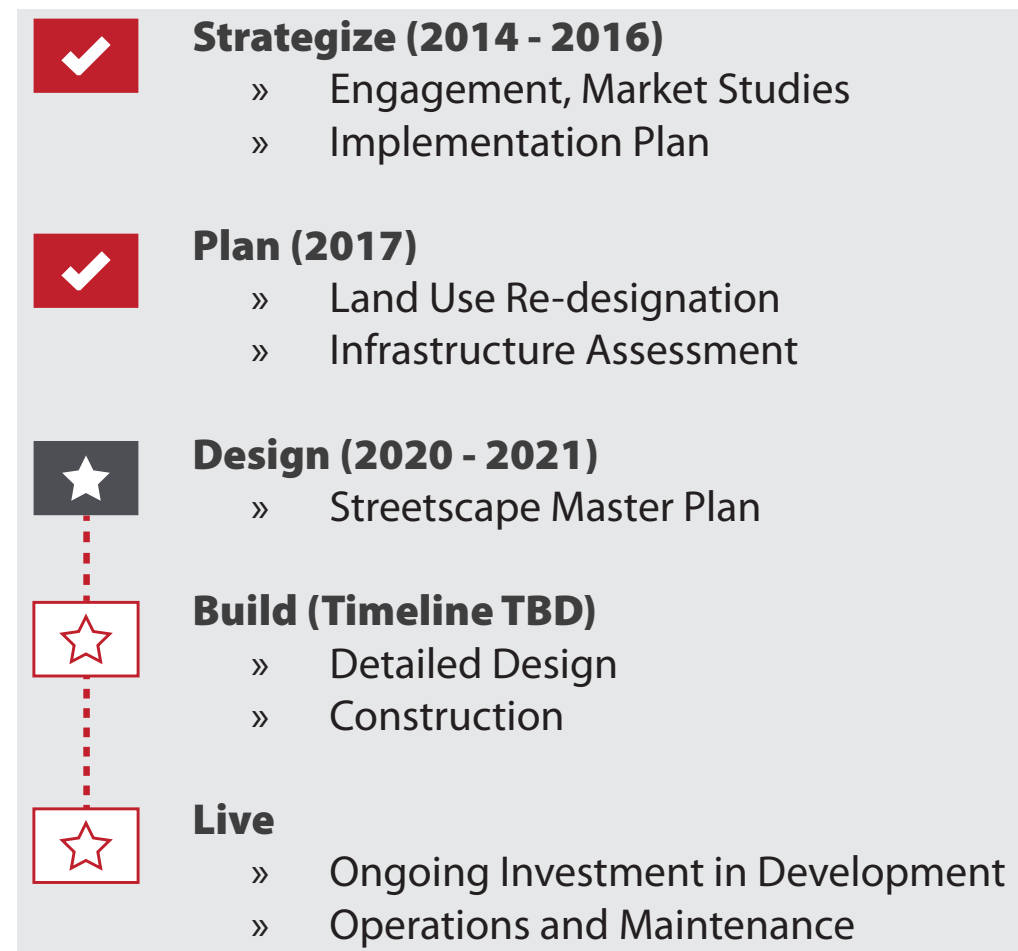 Strategize (2014 - 2016)
» Engagement, Market Studies
» Implementation Plan
Plan (2017)
» Land Use Re-designation
» Infrastructure Assessment
Design (2020 - 2021)
» Streetscape Master Plan
Build (Timeline TBD)
» Detailed Design
» Construction
Live
» Ongoing Investment in Development
» Operations and Maintenance